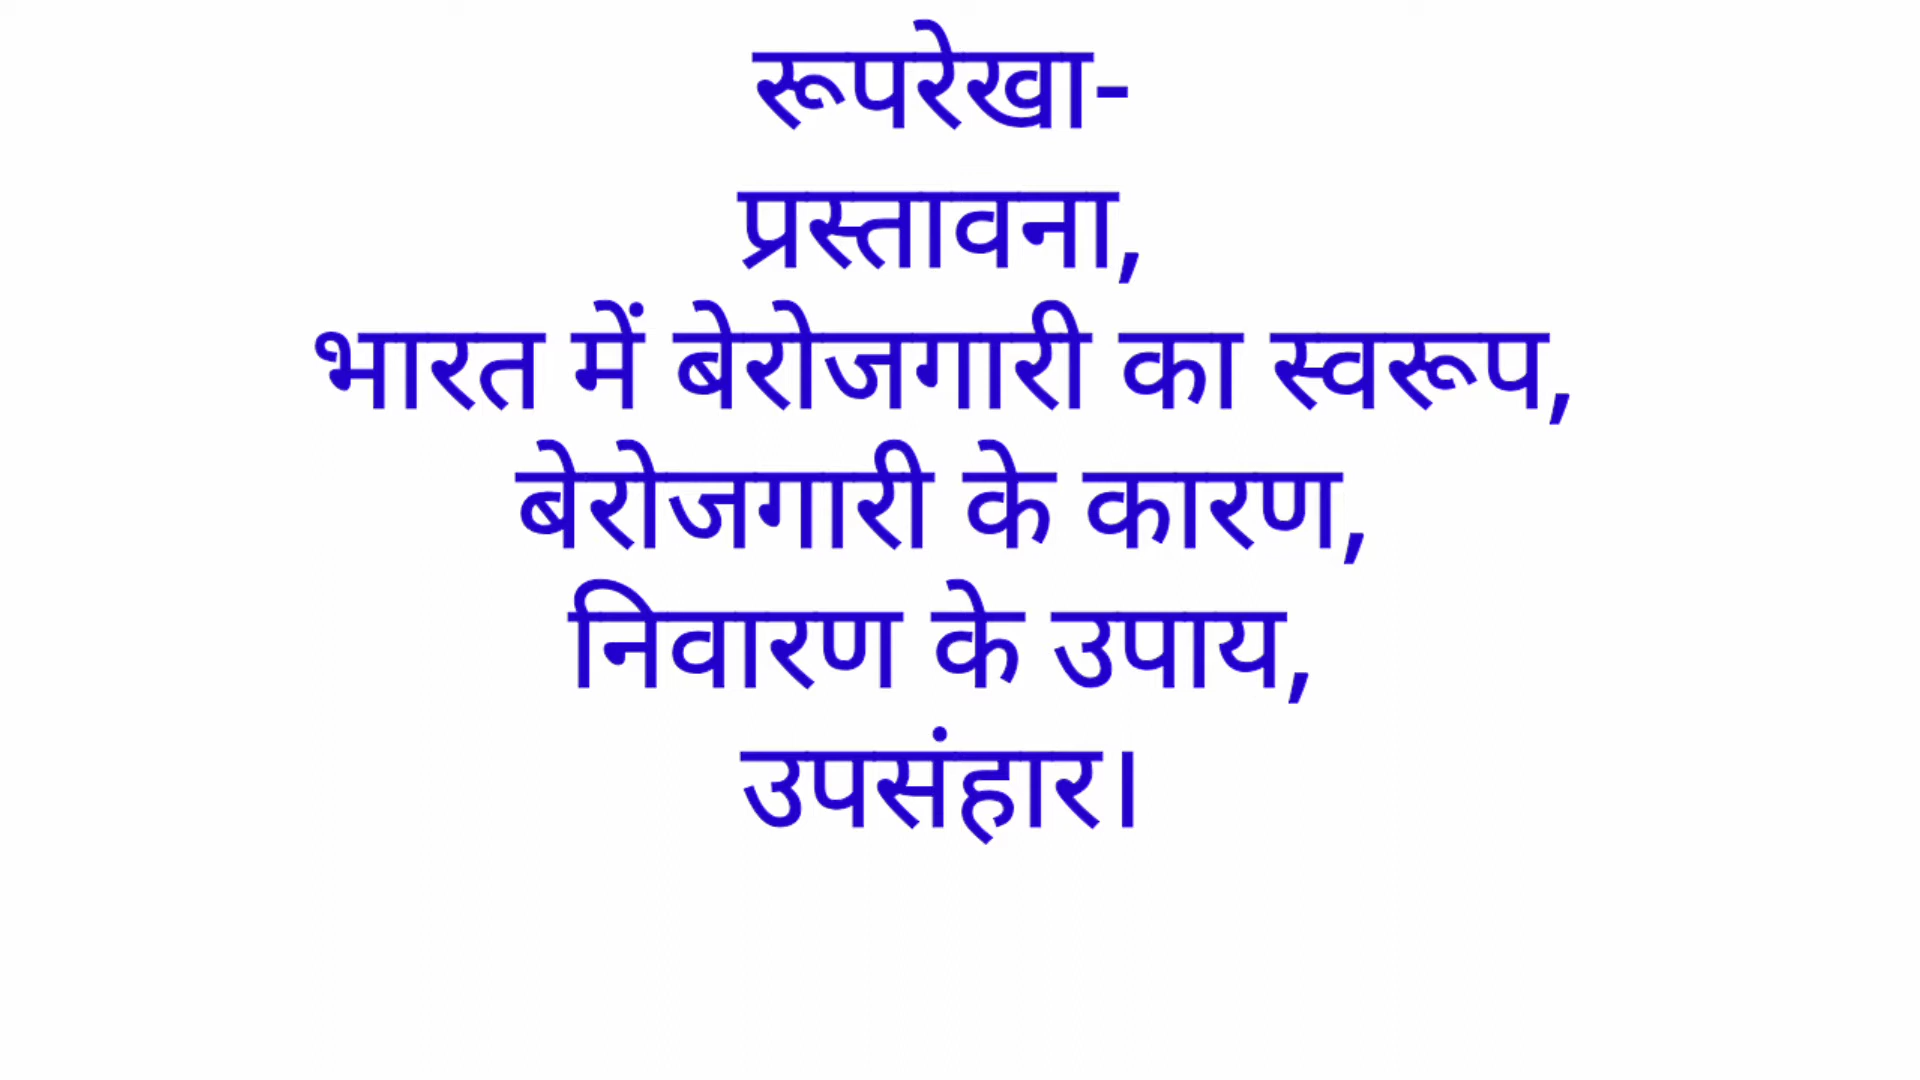 रूपरेखा-
प्रस्तावना,
भारत में बेरोजगारी का स्वरूप,
बेरोजगारी के कारण,
निवारण के उपाय,
उपसंहार।